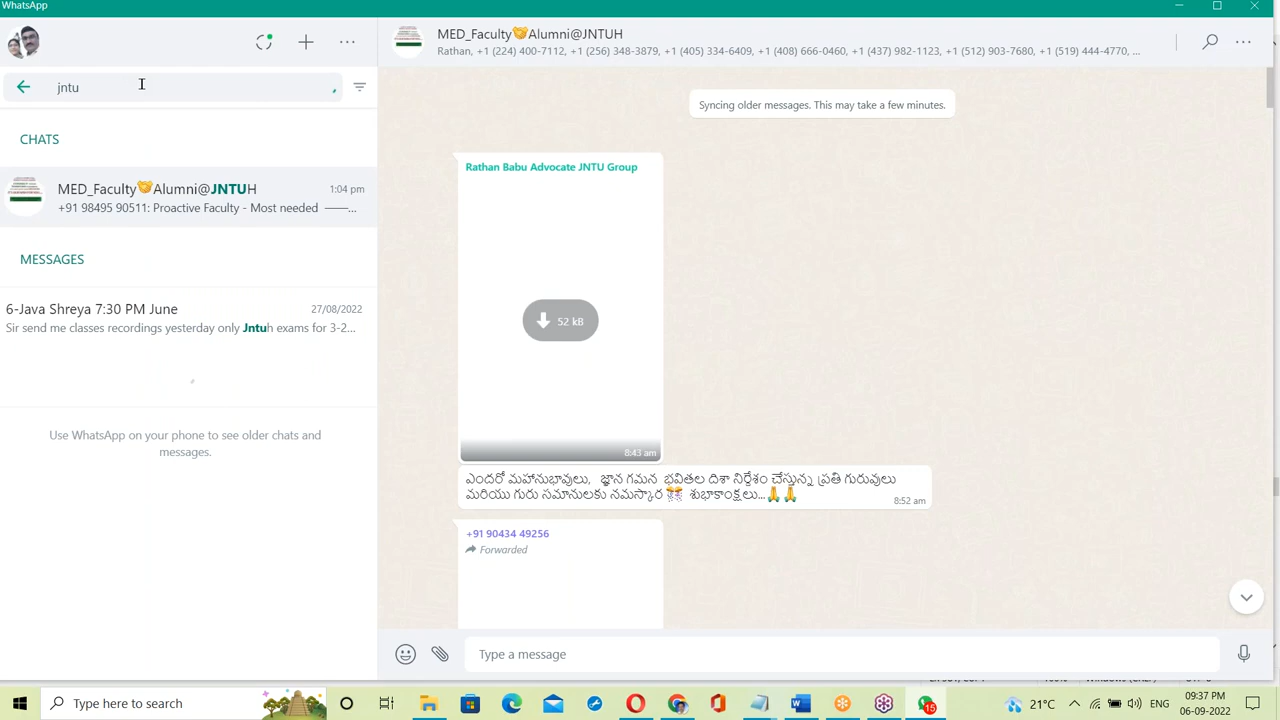 WhatsApp
MED_Faculty🤝Alumni@JNTUH
Rathan, +1 (224) 400-7112, +1 (256) 348-3879, +1 (405) 334-6409, +1 (408) 666-0460, +1 (437) 982-1123, +1 (512) 903-7680, +1 (519) 444-4770, ...
jntu
CHATS
MED_Faculty🤝Alumni@JNTUH 1:04 pm
+91 98495 90511: Proactive Faculty - Most needed ——...
MESSAGES
6-Java Shreya 7:30 PM June 27/08/2022
Sir send me classes recordings yesterday only Jntuh exams for 3-2...
Use WhatsApp on your phone to see older chats and
messages.
Syncing older messages. This may take a few minutes.
Rathan Babu Advocate JNTU Group
52 kB
8:43 am
ఎందరో మహానుభావులు, జ్ఞాన గమన భవితల దిశా నిర్దేశం చేస్తున్న ప్రతి గురువులు
మరియు గురు సమానులకు నమస్కార 🎊 శుభాకాంక్షలు...🙏🙏
8:52 am
+91 90434 49256
Forwarded
Type a message
Type here to search
15
21°C
ENG
09:37 PM
06-09-2022